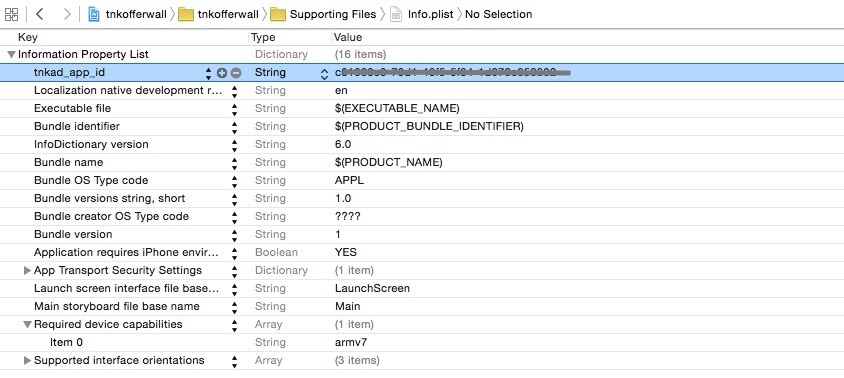 tnkofferwall tnkofferwall Supporting Files Info.plist No Selection
Key Type Value
Information Property List Dictionary (16 items)
tnkad_app_id String
Localization native development r... String en
Executable file String $(EXECUTABLE_NAME)
Bundle identifier String $(PRODUCT_BUNDLE_IDENTIFIER)
InfoDictionary version String 6.0
Bundle name String $(PRODUCT_NAME)
Bundle OS Type code String APPL
Bundle versions string, short String 1.0
Bundle creator OS Type code String ????
Bundle version String 1
Application requires iPhone envir... Boolean YES
App Transport Security Settings Dictionary (1 item)
Launch screen interface file base... String LaunchScreen
Main storyboard file base name String Main
Required device capabilities Array (1 item)
Item 0 String armv7
Supported interface orientations Array (3 items)